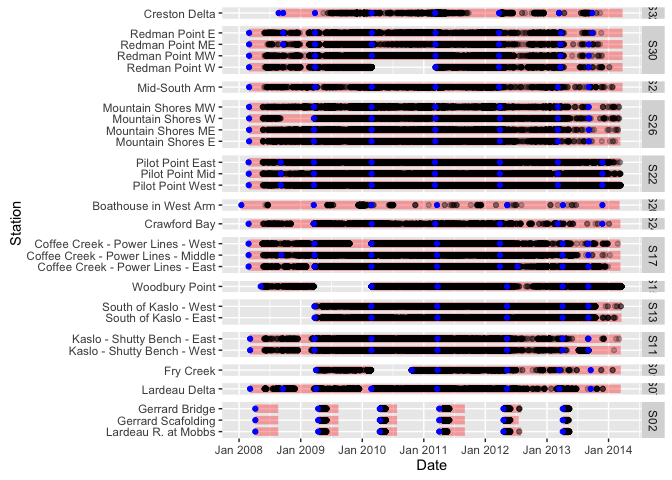 Creston Delta
Redman Point E
Redman Point ME
Redman Point MW
Redman Point W
S30
Mid-South Arm
Mountain Shores MW
Mountain Shores W
Mountain Shores ME
Mountain Shores E
S26
Pilot Point East
Pilot Point Mid
Pilot Point West
S22
Boathouse in West Arm
Crawford Bay
Coffee Creek - Power Lines - West
Coffee Creek - Power Lines - Middle
Coffee Creek - Power Lines - East
S17
Woodbury Point
South of Kaslo - West
South of Kaslo - East
S13
Kaslo - Shutty Bench - East
Kaslo - Shutty Bench - West
S11
Fry Creek
Lardeau Delta
Gerrard Bridge
Gerrard Scafolding
Lardeau R. at Mobbs
S02
Station
Jan 2008 Jan 2009 Jan 2010 Jan 2011 Jan 2012 Jan 2013 Jan 2014
Date